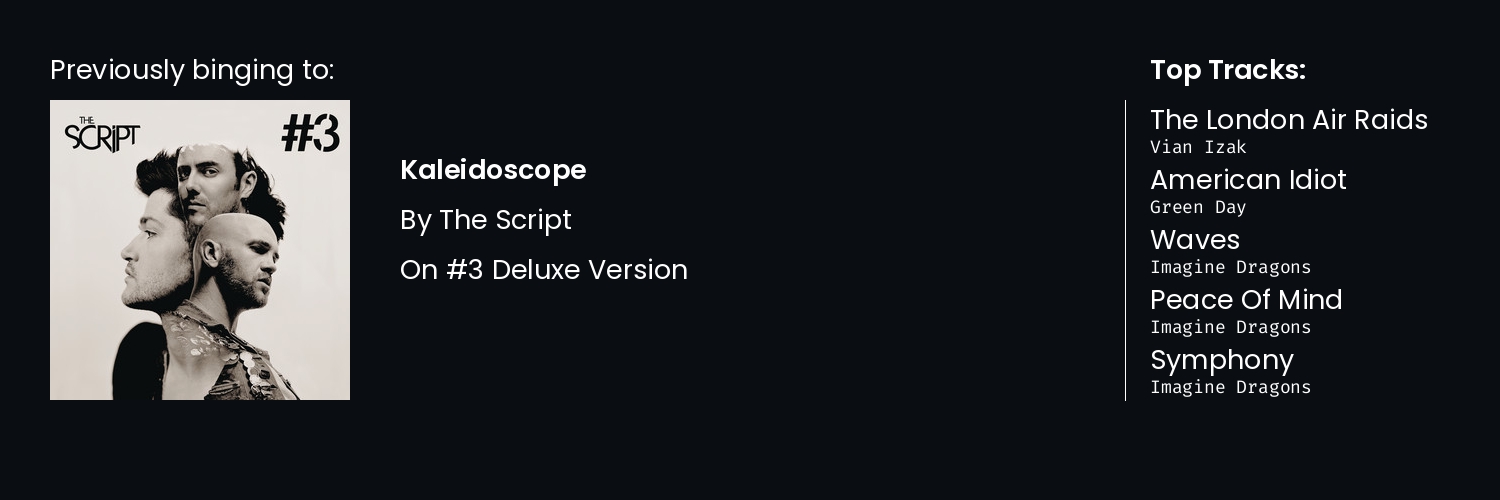 Previously binging to:
THE
SCRIPT
#3
Kaleidoscope
By The Script
On #3 Deluxe Version
Top Tracks:
The London Air Raids
Vian Izak
American Idiot
Green Day
Waves
Imagine Dragons
Peace Of Mind
Imagine Dragons
Symphony
Imagine Dragons